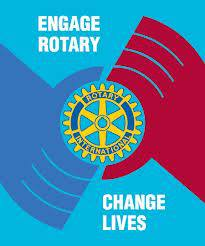 ENGAGE
ROTARY
ROTARY
INTERNATIONAL
CHANGE
LIVES